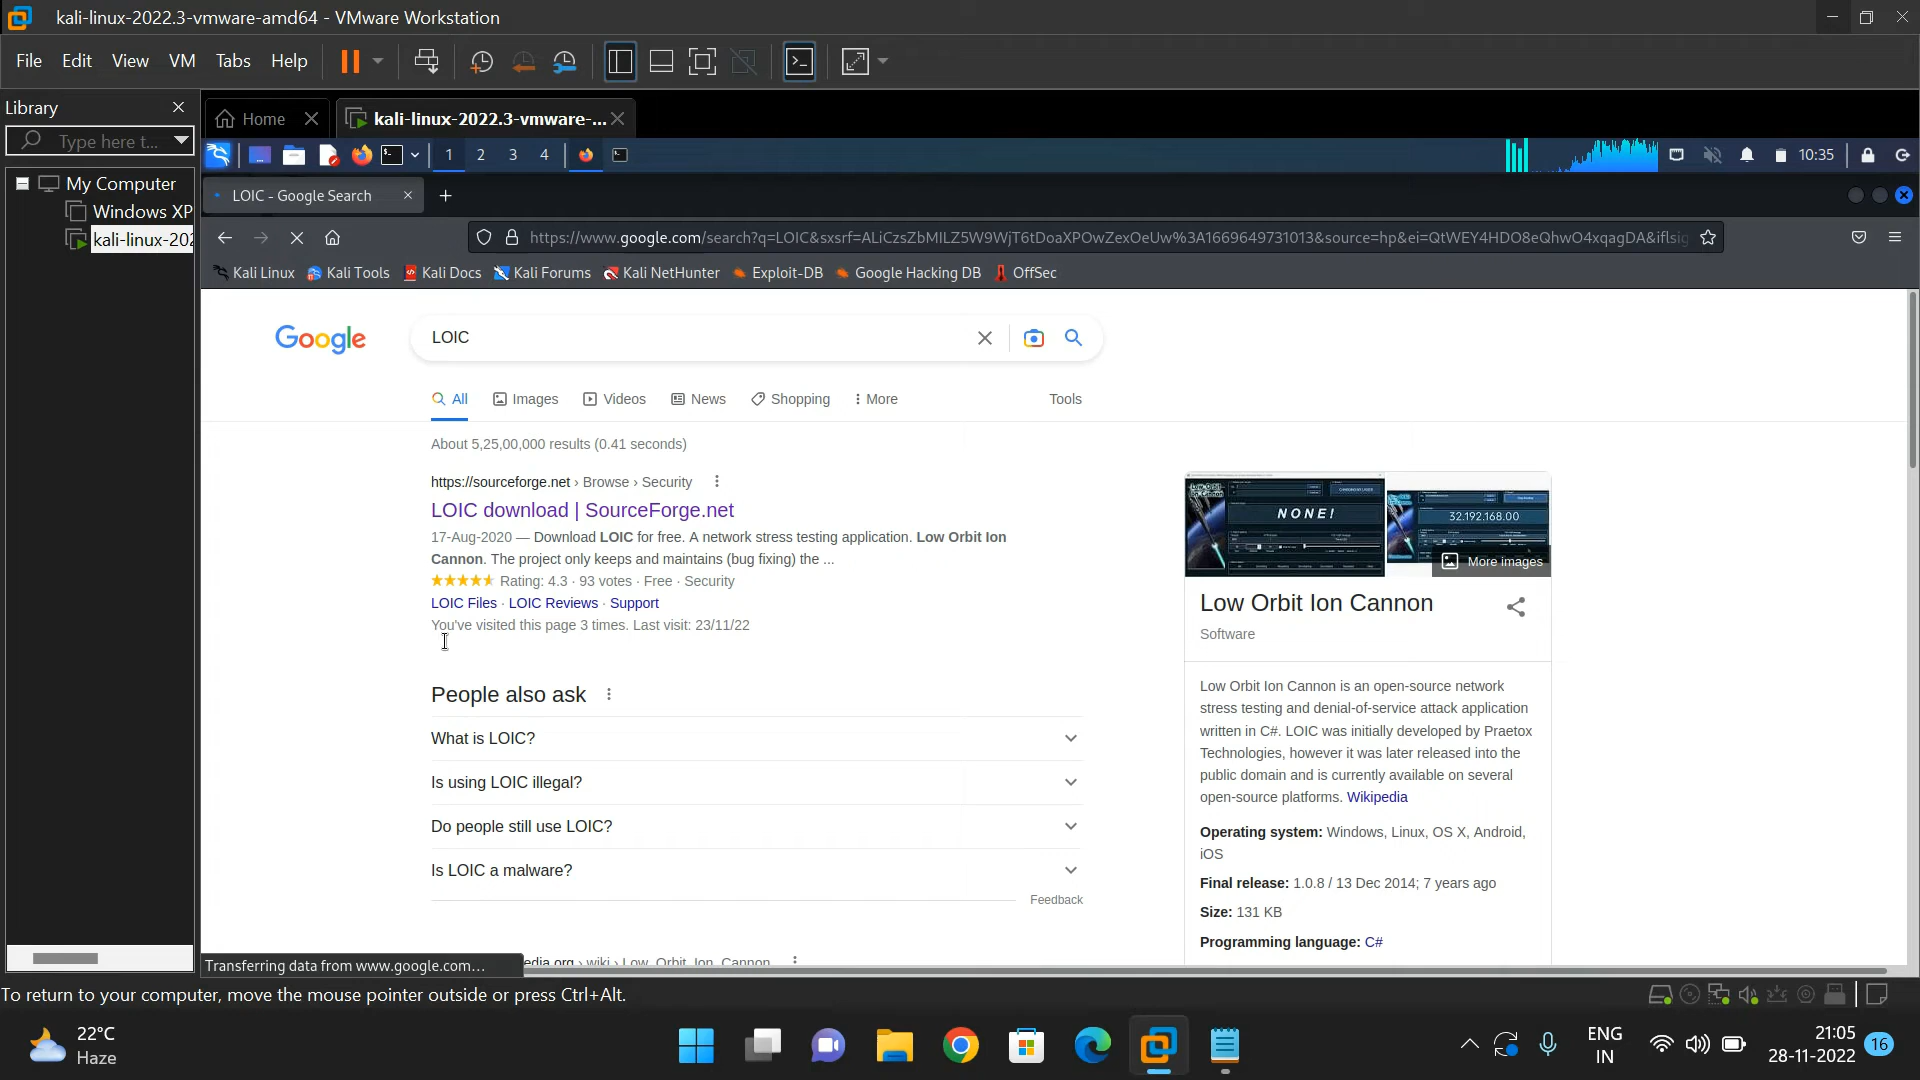 kali-linux-2022.3-vmware-amd64 - VMware Workstation
File Edit View VM Tabs Help
Library
Type here t...
My Computer
Windows XP
kali-linux-202
Home
kali-linux-2022.3-vmware-...
1 2 3 4
10:35
LOIC - Google Search
https://www.google.com/search?q=LOIC&sxsrf=ALiCzsZbMILZ5W9WjT6tDoaXPOwZexOeUw%3A1669649731013&source=hp&ei=QtWEY4HDO8eQhwO4xqagDA&iflsig
Kali Linux Kali Tools Kali Docs Kali Forums Kali NetHunter Exploit-DB Google Hacking DB OffSec
Google
LOIC
All Images Videos News Shopping More Tools
About 5,25,00,000 results (0.41 seconds)
https://sourceforge.net › Browse › Security
LOIC download | SourceForge.net
17-Aug-2020 — Download LOIC for free. A network stress testing application. Low Orbit Ion
Cannon. The project only keeps and maintains (bug fixing) the ...
Rating: 4.3 · 93 votes · Free · Security
LOIC Files · LOIC Reviews · Support
You've visited this page 3 times. Last visit: 23/11/22
People also ask
What is LOIC?
Is using LOIC illegal?
Do people still use LOIC?
Is LOIC a malware?
Feedback
edia.org › wiki › Low_Orbit_Ion_Cannon
NONE!
32.192.168.00
More images
Low Orbit Ion Cannon
Software
Low Orbit Ion Cannon is an open-source network
stress testing and denial-of-service attack application
written in C#. LOIC was initially developed by Praetox
Technologies, however it was later released into the
public domain and is currently available on several
open-source platforms. Wikipedia
Operating system: Windows, Linux, OS X, Android,
iOS
Final release: 1.0.8 / 13 Dec 2014; 7 years ago
Size: 131 KB
Programming language: C#
Transferring data from www.google.com…
To return to your computer, move the mouse pointer outside or press Ctrl+Alt.
22°C
Haze
ENG
IN
21:05
28-11-2022
16